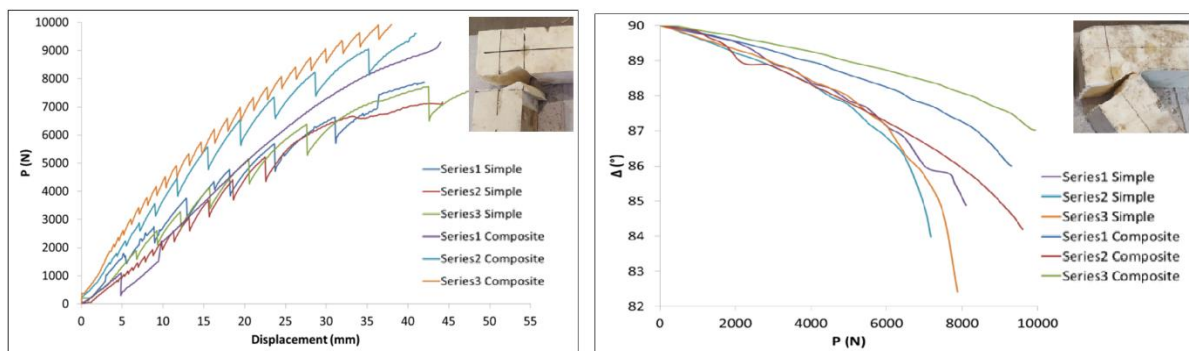 10000
9000
8000
7000
6000
5000
4000
3000
2000
1000
0
P (N)
Series1 Simple
Series2 Simple
Series3 Simple
Series1 Composite
Series2 Composite
Series3 Composite
0 5 10 15 20 25 30 35 40 45 50 55
Displacement (mm)
90
89
88
87
86
85
84
83
82
Δ (°)
Series1 Simple
Series2 Simple
Series3 Simple
Series1 Composite
Series2 Composite
Series3 Composite
0 2000 4000 6000 8000 10000
P (N)